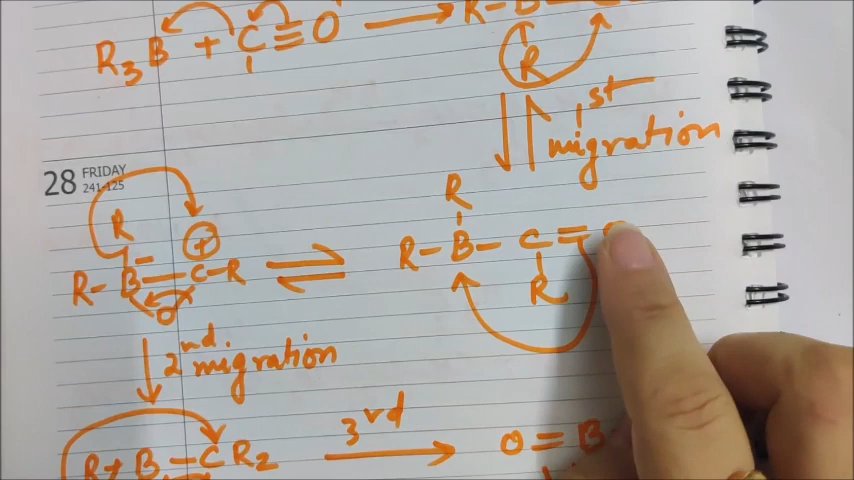 R3B + C≡O → R-B-C
R
1st migration
28 FRIDAY
241-125
R
R-B-C=O
R
R
R-B-C-R
O
2nd migration
R-B-CR2
3rd
O=B